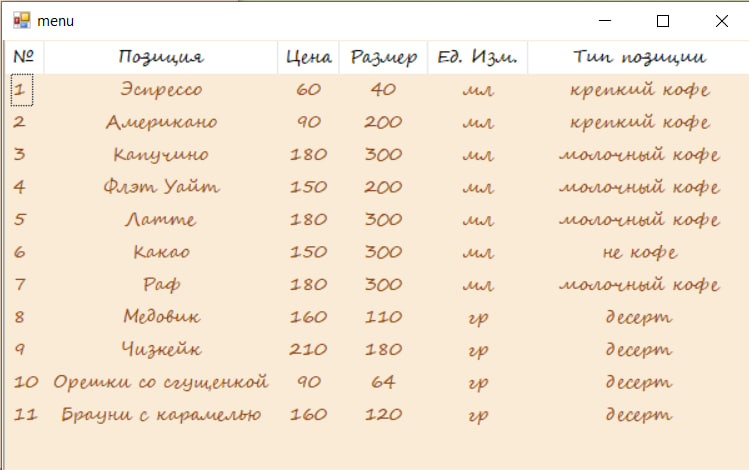 menu
№ Позиция Цена Размер Ед. Изм. Тип позиции
1 Эспрессо 60 40 мл крепкий кофе
2 Американо 90 200 мл крепкий кофе
3 Капучино 180 300 мл молочный кофе
4 Флэт Уайт 150 200 мл молочный кофе
5 Латте 180 300 мл молочный кофе
6 Какао 150 300 мл не кофе
7 Раф 180 300 мл молочный кофе
8 Медовик 160 110 гр десерт
9 Чизкейк 210 180 гр десерт
10 Орешки со сгущенкой 90 64 гр десерт
11 Брауни с карамелью 160 120 гр десерт